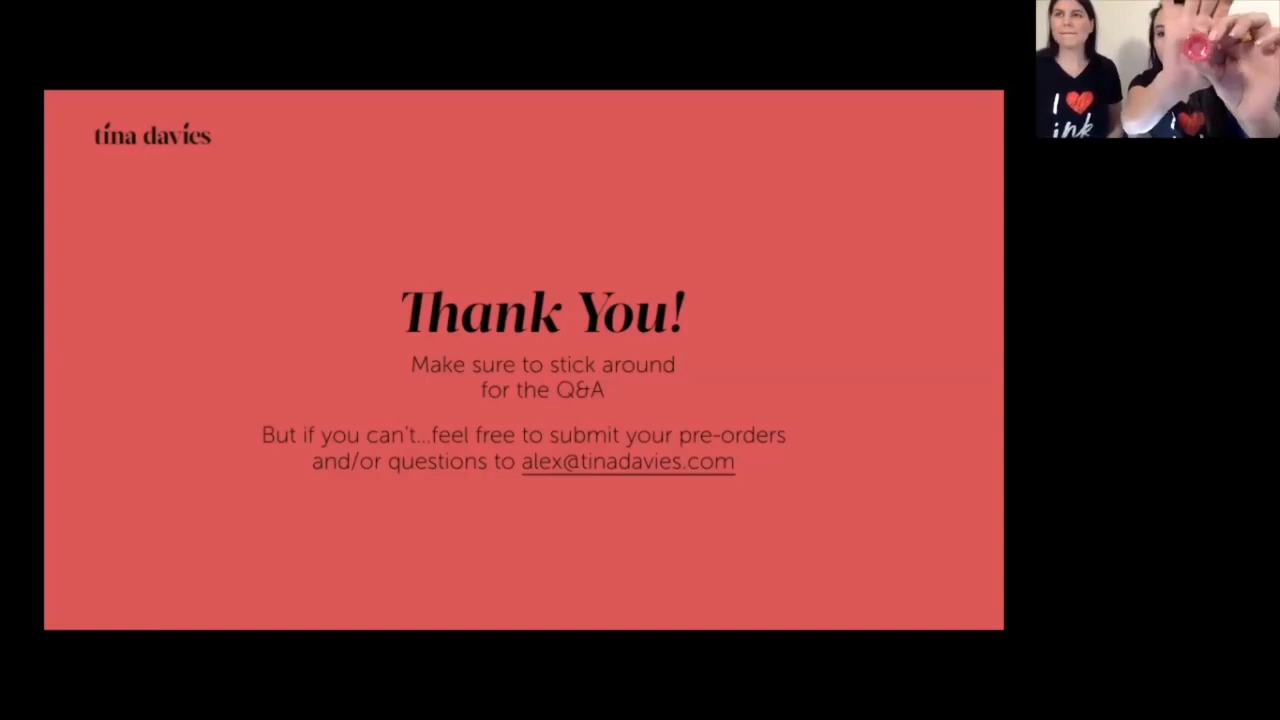 tina davies
Thank You!
Make sure to stick around
for the Q&A
But if you can't...feel free to submit your pre-orders
and/or questions to alex@tinadavies.com
I
ink
I